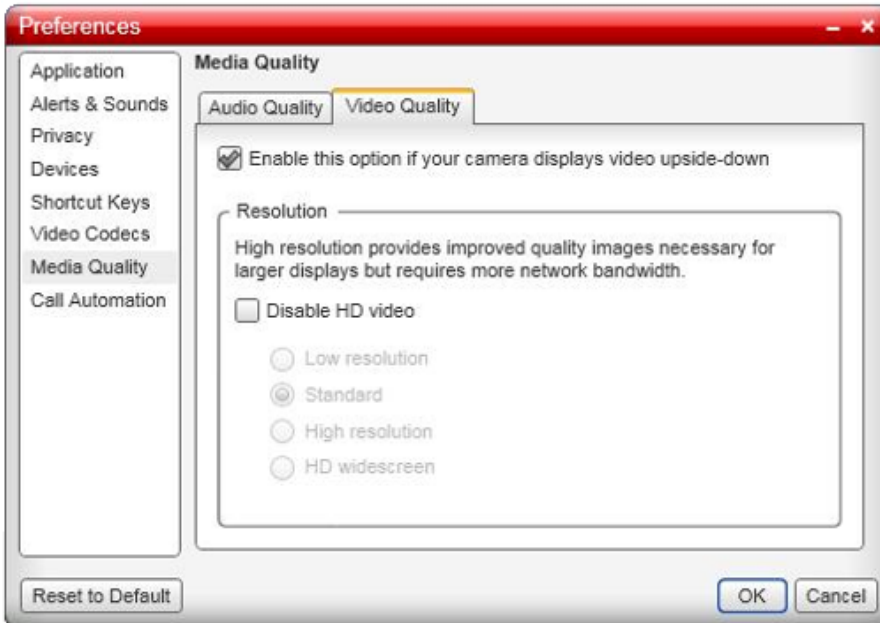 Preferences
Application
Alerts & Sounds
Privacy
Devices
Shortcut Keys
Video Codecs
Media Quality
Call Automation
Media Quality
Audio Quality
Video Quality
Enable this option if your camera displays video upside-down
Resolution
High resolution provides improved quality images necessary for
larger displays but requires more network bandwidth.
Disable HD video
Low resolution
Standard
High resolution
HD widescreen
Reset to Default
OK
Cancel